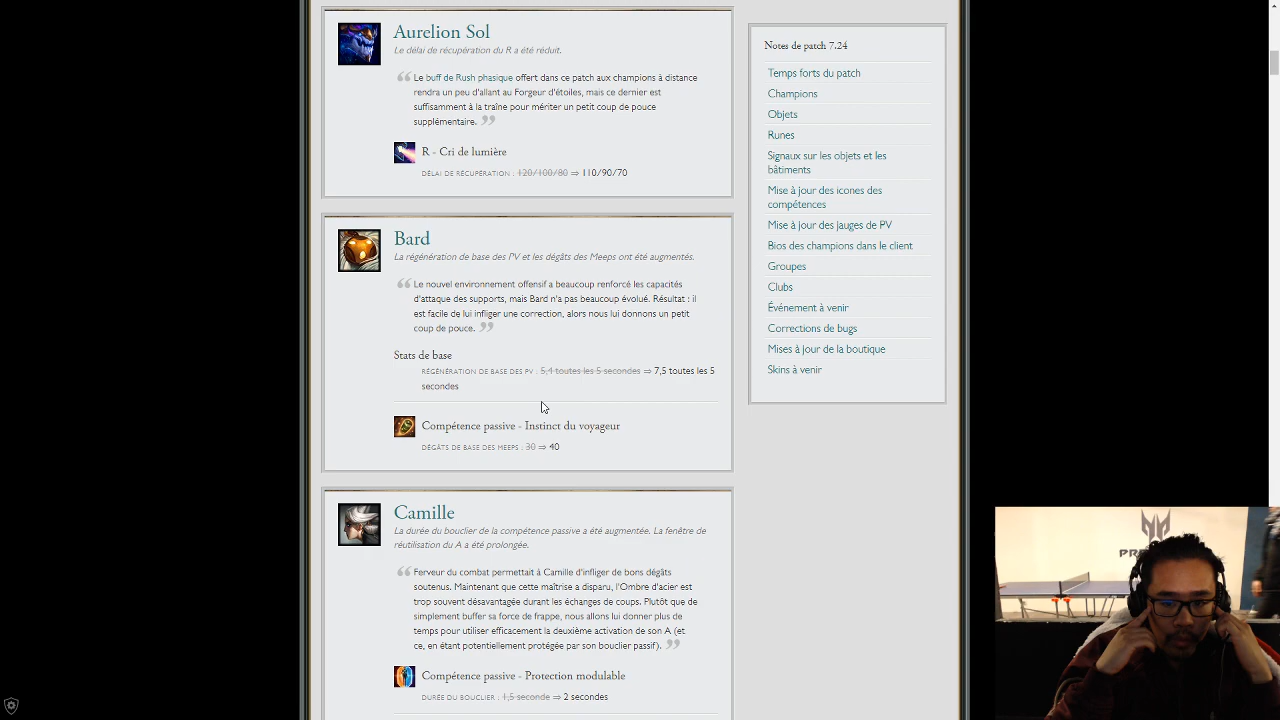 Aurelion Sol
Le délai de récupération du R a été réduit.
Le buff de Rush phasique offert dans ce patch aux champions à distance
rendra un peu d'allant au Forgeur d'étoiles, mais ce dernier est
suffisamment à la traîne pour mériter un petit coup de pouce
supplémentaire.
R - Cri de lumière
DÉLAI DE RÉCUPÉRATION : 120/100/80 ⇒ 110/90/70
Bard
La régénération de base des PV et les dégâts des Meeps ont été augmentés.
Le nouvel environnement offensif a beaucoup renforcé les capacités
d'attaque des supports, mais Bard n'a pas beaucoup évolué. Résultat : il
est facile de lui infliger une correction, alors nous lui donnons un petit
coup de pouce.
Stats de base
RÉGÉNÉRATION DE BASE DES PV : 5,4 toutes les 5 secondes ⇒ 7,5 toutes les 5
secondes
Compétence passive - Instinct du voyageur
DÉGÂTS DE BASE DES MEEPS : 30 ⇒ 40
Camille
La durée du bouclier de la compétence passive a été augmentée. La fenêtre de
réutilisation du A a été prolongée.
Ferveur du combat permettait à Camille d'infliger de bons dégâts
soutenus. Maintenant que cette maîtrise a disparu, l'Ombre d'acier est
trop souvent désavantagée durant les échanges de coups. Plutôt que de
simplement buffer sa force de frappe, nous allons lui donner plus de
temps pour utiliser efficacement la deuxième activation de son A (et
ce, en étant potentiellement protégée par son bouclier passif).
Compétence passive - Protection modulable
DURÉE DU BOUCLIER : 1,5 seconde ⇒ 2 secondes
Notes de patch 7.24
Temps forts du patch
Champions
Objets
Runes
Signaux sur les objets et les
bâtiments
Mise à jour des icones des
compétences
Mise à jour des jauges de PV
Bios des champions dans le client
Groupes
Clubs
Événement à venir
Corrections de bugs
Mises à jour de la boutique
Skins à venir